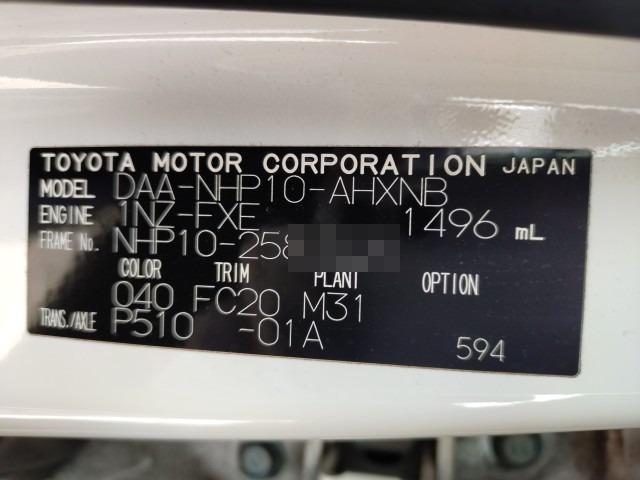 TOYOTA MOTOR CORPORATION JAPAN
MODEL DAA-NHP10-AHXNB
ENGINE 1NZ-FXE 1496 mL
FRAME No. NHP10-258
COLOR TRIM PLANT OPTION
040 FC20 M31
TRANS./AXLE P510 -01A 594